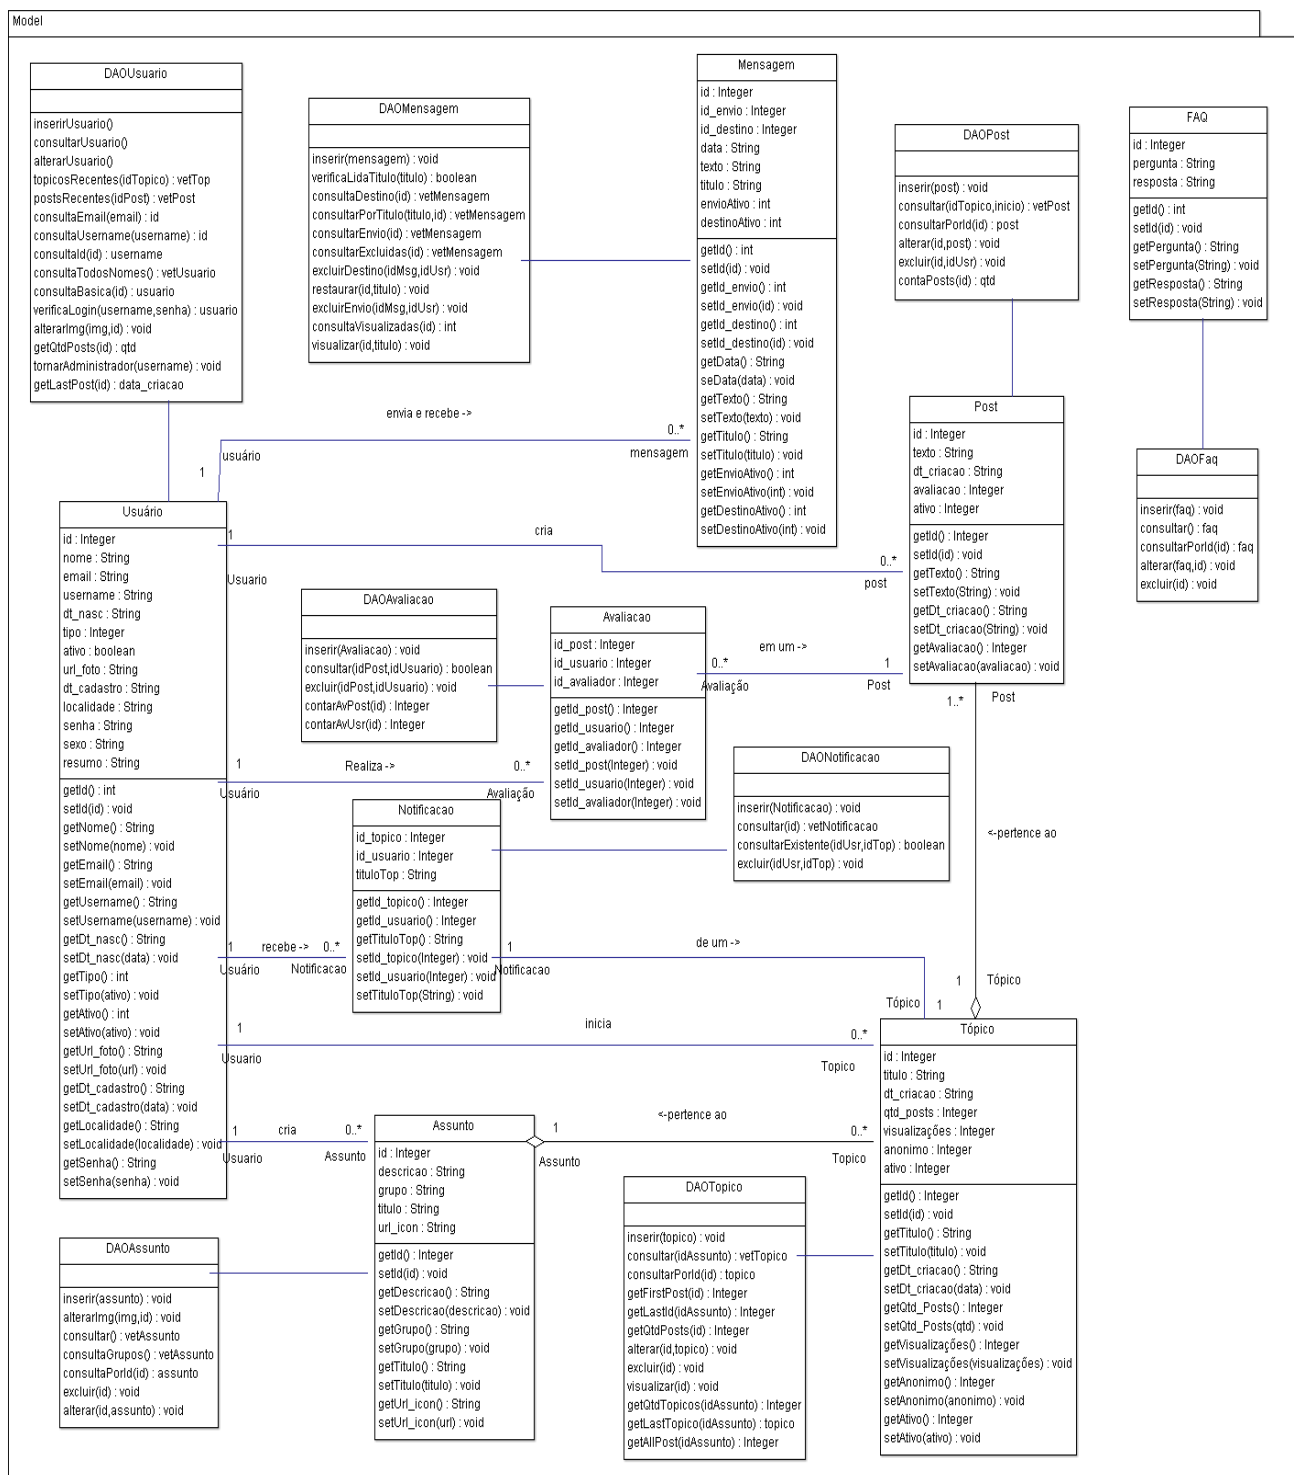 Model
DAOUsuario
inserirUsuario()
consultarUsuario()
alterarUsuario()
topicosRecentes(idTopico) : vetTop
postsRecentes(idPost) : vetPost
consultaEmail(email) : id
consultaUsername(username) : id
consultaId(id) : username
consultaTodosNomes() : vetUsuario
consultaBasica(id) : usuario
verificaLogin(username,senha) : usuario
alterarImg(img,id) : void
getQtdPosts(id) : qtd
tornarAdministrador(username) : void
getLastPost(id) : data_criacao
DAOMensagem
inserir(mensagem) : void
verificaLidaTitulo(titulo) : boolean
consultaDestino(id) : vetMensagem
consultarPorTitulo(titulo,id) : vetMensagem
consultarEnvio(id) : vetMensagem
consultarExcluidas(id) : vetMensagem
excluirDestino(idMsg,idUsr) : void
restaurar(id,titulo) : void
excluirEnvio(idMsg,idUsr) : void
consultaVisualizadas(id) : int
visualizar(id,titulo) : void
Mensagem
id : Integer
id_envio : Integer
id_destino : Integer
data : String
texto : String
titulo : String
envioAtivo : int
destinoAtivo : int
getId() : int
setId(id) : void
getId_envio() : int
setId_envio(id) : void
getId_destino() : int
setId_destino(id) : void
getData() : String
seData(data) : void
getTexto() : String
setTexto(texto) : void
getTitulo() : String
setTitulo(titulo) : void
getEnvioAtivo() : int
setEnvioAtivo(int) : void
getDestinoAtivo() : int
setDestinoAtivo(int) : void
DAOPost
inserir(post) : void
consultar(idTopico,inicio) : vetPost
consultarPorId(id) : post
alterar(id,post) : void
excluir(id,idUsr) : void
contaPosts(id) : qtd
FAQ
id : Integer
pergunta : String
resposta : String
getId() : int
setId(id) : void
getPergunta() : String
setPergunta(String) : void
getResposta() : String
setResposta(String) : void
envia e recebe ->
0..*
usuário
mensagem
1
Post
id : Integer
texto : String
dt_criacao : String
avaliacao : Integer
ativo : Integer
getId() : Integer
setId(id) : void
getTexto() : String
setTexto(String) : void
getDt_criacao() : String
setDt_criacao(String) : void
getAvaliacao() : Integer
setAvaliacao(avaliacao) : void
DAOFaq
inserir(faq) : void
consultar() : faq
consultarPorId(id) : faq
alterar(faq,id) : void
excluir(id) : void
Usuário
id : Integer
nome : String
email : String
username : String
dt_nasc : String
tipo : Integer
ativo : boolean
url_foto : String
dt_cadastro : String
localidade : String
senha : String
sexo : String
resumo : String
getId() : int
setId(id) : void
getNome() : String
setNome(nome) : void
getEmail() : String
setEmail(email) : void
getUsername() : String
setUsername(username) : void
getDt_nasc() : String
setDt_nasc(data) : void
getTipo() : int
setTipo(ativo) : void
getAtivo() : int
setAtivo(ativo) : void
getUrl_foto() : String
setUrl_foto(url) : void
getDt_cadastro() : String
setDt_cadastro(data) : void
getLocalidade() : String
setLocalidade(localidade) : void
getSenha() : String
setSenha(senha) : void
1
cria
0..*
Usuario
post
DAOAvaliacao
inserir(Avaliacao) : void
consultar(idPost,idUsuario) : boolean
excluir(idPost,idUsuario) : void
contarAvPost(id) : Integer
contarAvUsr(id) : Integer
Avaliacao
id_post : Integer
id_usuario : Integer
id_avaliador : Integer
getId_post() : Integer
getId_usuario() : Integer
getId_avaliador() : Integer
setId_post(Integer) : void
setId_usuario(Integer) : void
setId_avaliador(Integer) : void
em um ->
0..*
1
Avaliação
Post
1..*
Post
1
Realiza ->
0..*
Usuário
Avaliação
DAONotificacao
inserir(Notificacao) : void
consultar(id) : vetNotificacao
consultarExistente(idUsr,idTop) : boolean
excluir(idUsr,idTop) : void
<-pertence ao
Notificacao
id_topico : Integer
id_usuario : Integer
tituloTop : String
getId_topico() : Integer
getId_usuario() : Integer
getTituloTop() : String
setId_topico(Integer) : void
setId_usuario(Integer) : void
setTituloTop(String) : void
1
recebe ->
0..*
Usuário
Notificacao
1
de um ->
Notificacao
1
Tópico
Tópico
1
1
inicia
0..*
Usuario
Topico
Tópico
id : Integer
titulo : String
dt_criacao : String
qtd_posts : Integer
visualizações : Integer
anonimo : Integer
ativo : Integer
getId() : Integer
setId(id) : void
getTitulo() : String
setTitulo(titulo) : void
getDt_criacao() : String
setDt_criacao(data) : void
getQtd_Posts() : Integer
setQtd_Posts(qtd) : void
getVisualizações() : Integer
setVisualizações(visualizações) : void
getAnonimo() : Integer
setAnonimo(anonimo) : void
getAtivo() : Integer
setAtivo(ativo) : void
1
cria
0..*
Usuario
Assunto
Assunto
id : Integer
descricao : String
grupo : String
titulo : String
url_icon : String
getId() : Integer
setId(id) : void
getDescricao() : String
setDescricao(descricao) : void
getGrupo() : String
setGrupo(grupo) : void
getTitulo() : String
setTitulo(titulo) : void
getUrl_icon() : String
setUrl_icon(url) : void
<-pertence ao
1
0..*
Assunto
Topico
DAOTopico
inserir(topico) : void
consultar(idAssunto) : vetTopico
consultarPorId(id) : topico
getFirstPost(id) : Integer
getLastId(idAssunto) : Integer
getQtdPosts(id) : Integer
alterar(id,topico) : void
excluir(id) : void
visualizar(id) : void
getQtdTopicos(idAssunto) : Integer
getLastTopico(idAssunto) : topico
getAllPost(idAssunto) : Integer
DAOAssunto
inserir(assunto) : void
alterarImg(img,id) : void
consultar() : vetAssunto
consultaGrupos() : vetAssunto
consultaPorId(id) : assunto
excluir(id) : void
alterar(id,assunto) : void